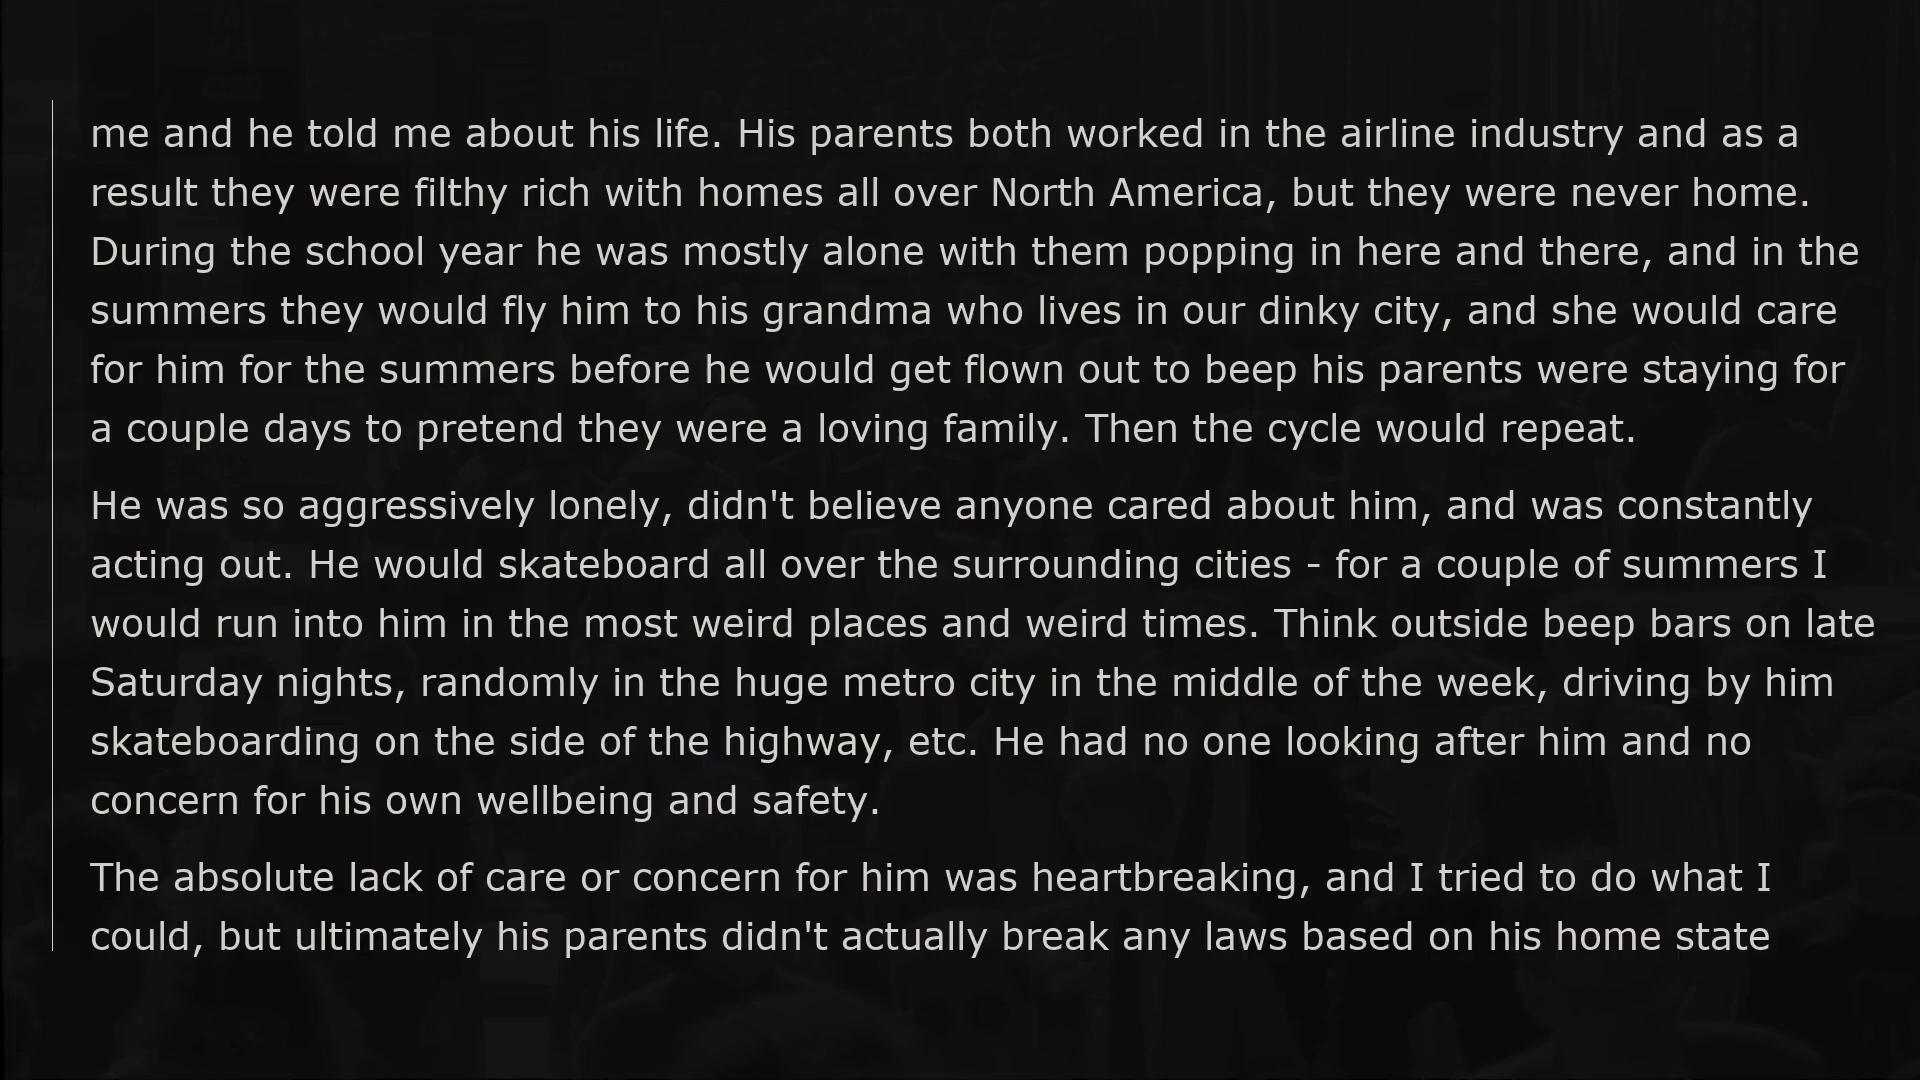 me and he told me about his life. His parents both worked in the airline industry and as a
result they were filthy rich with homes all over North America, but they were never home.
During the school year he was mostly alone with them popping in here and there, and in the
summers they would fly him to his grandma who lives in our dinky city, and she would care
for him for the summers before he would get flown out to beep his parents were staying for
a couple days to pretend they were a loving family. Then the cycle would repeat.
He was so aggressively lonely, didn't believe anyone cared about him, and was constantly
acting out. He would skateboard all over the surrounding cities - for a couple of summers I
would run into him in the most weird places and weird times. Think outside beep bars on late
Saturday nights, randomly in the huge metro city in the middle of the week, driving by him
skateboarding on the side of the highway, etc. He had no one looking after him and no
concern for his own wellbeing and safety.
The absolute lack of care or concern for him was heartbreaking, and I tried to do what I
could, but ultimately his parents didn't actually break any laws based on his home state